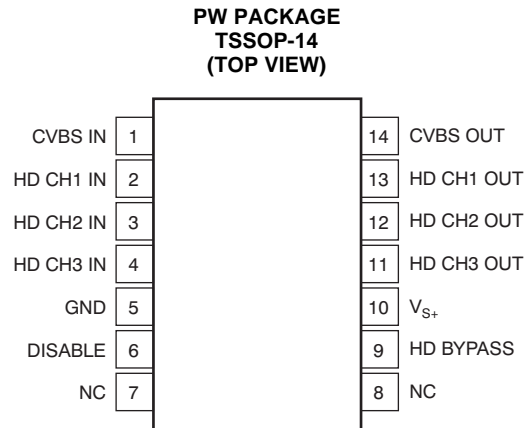 PW PACKAGE
TSSOP-14
(TOP VIEW)
CVBS IN 1 14 CVBS OUT
HD CH1 IN 2 13 HD CH1 OUT
HD CH2 IN 3 12 HD CH2 OUT
HD CH3 IN 4 11 HD CH3 OUT
GND 5 10 VS+
DISABLE 6 9 HD BYPASS
NC 7 8 NC